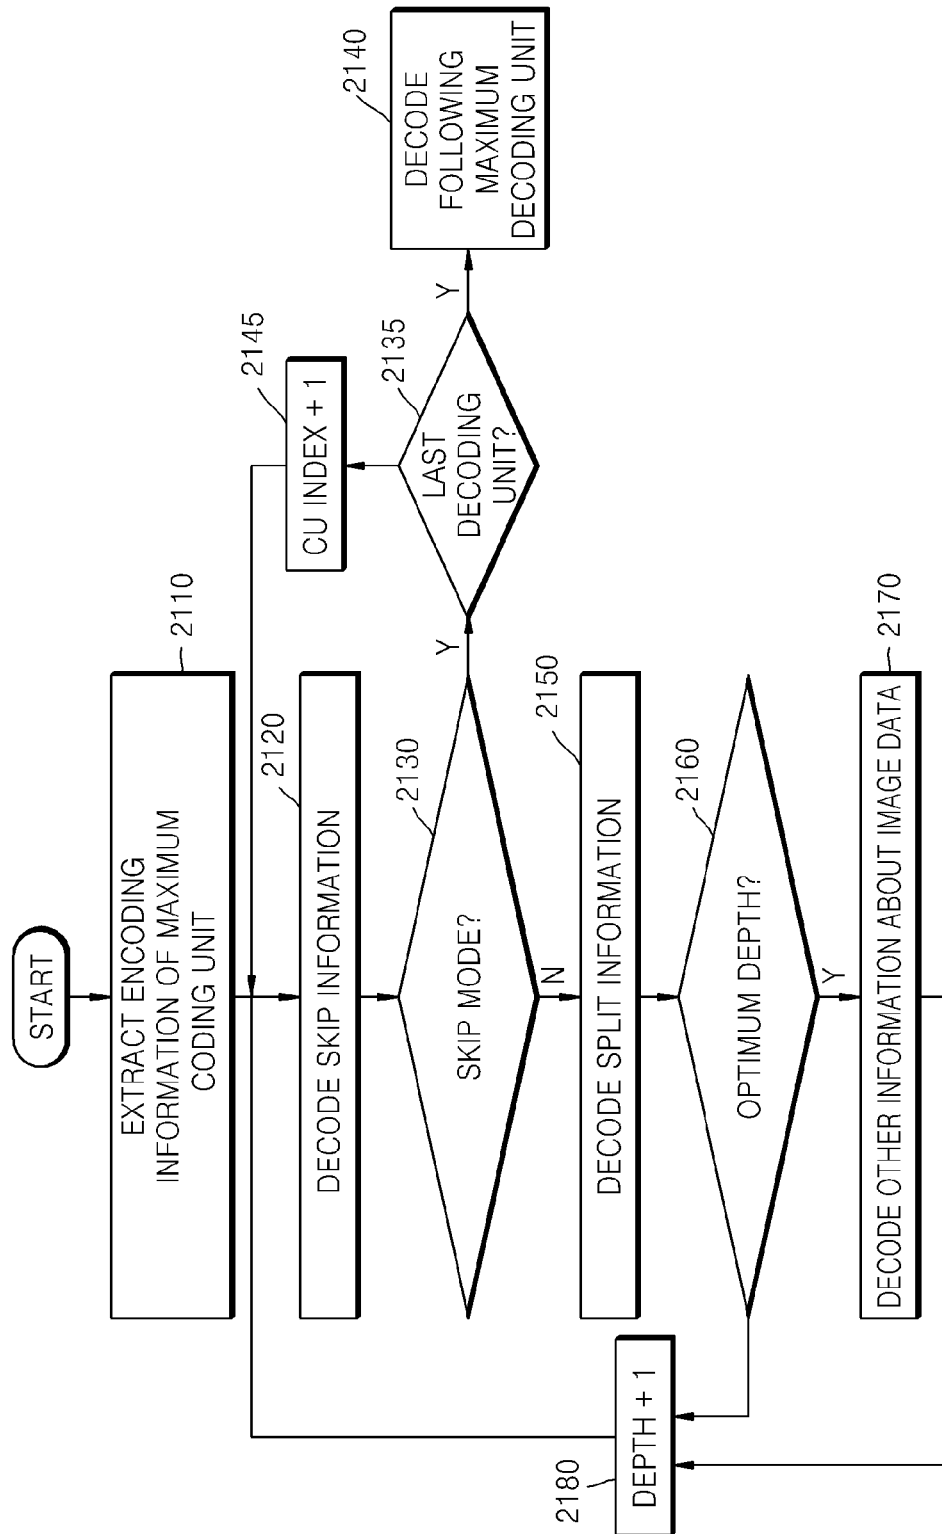 START
EXTRACT ENCODING
INFORMATION OF MAXIMUM
CODING UNIT
2110
DECODE SKIP INFORMATION
2120
SKIP MODE?
2130
Y
N
LAST
DECODING
UNIT?
2135
Y
CU INDEX + 1
2145
DECODE
FOLLOWING
MAXIMUM
DECODING UNIT
2140
DECODE SPLIT INFORMATION
2150
OPTIMUM DEPTH?
2160
Y
DECODE OTHER INFORMATION ABOUT IMAGE DATA
2170
DEPTH + 1
2180